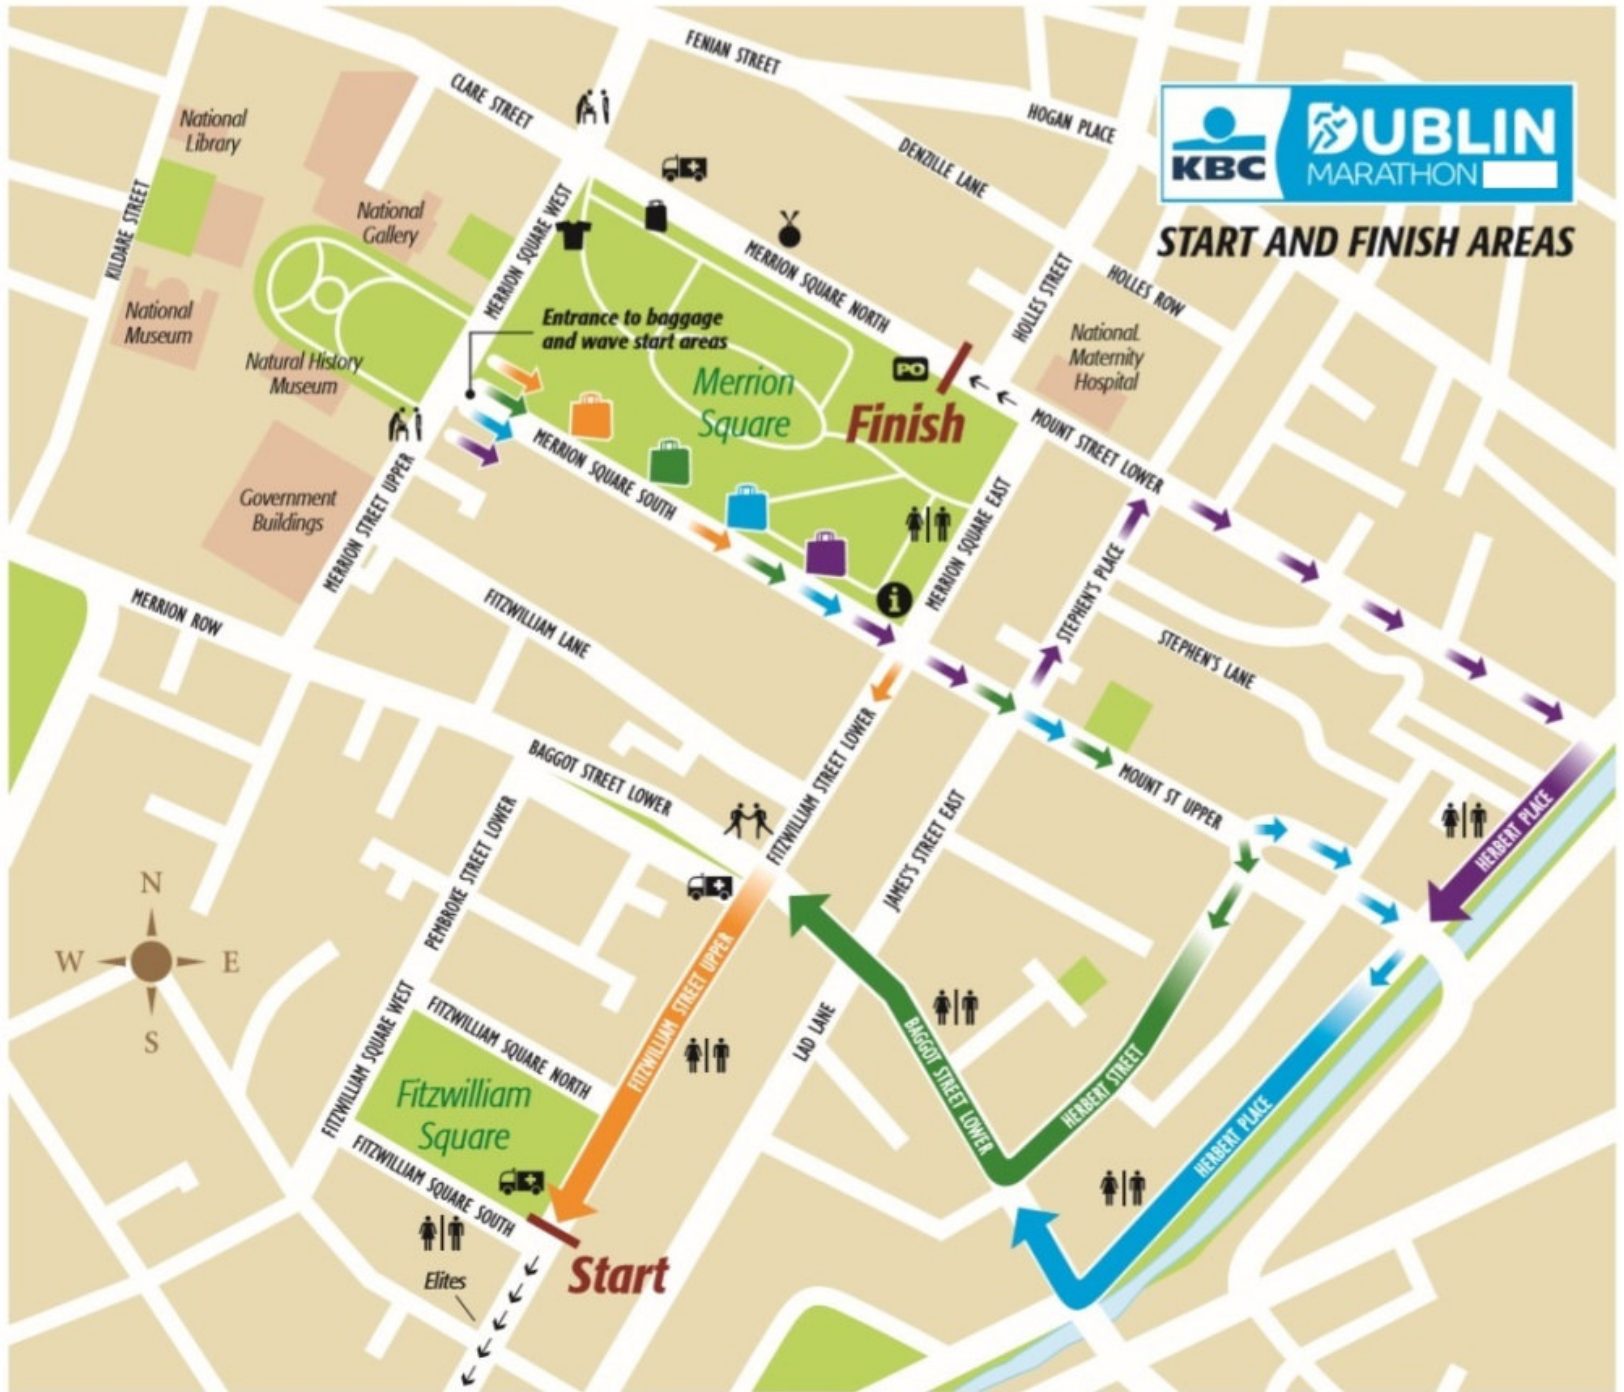 FENIAN STREET
CLARE STREET
HOGAN PLACE
KBC
DUBLIN
MARATHON
START AND FINISH AREAS
National
Library
DENZILLE LANE
KILDARE STREET
National
Gallery
MERRION SQUARE WEST
MERRION SQUARE NORTH
HOLLES STREET
HOLLES ROW
National
Museum
Entrance to baggage
and wave start areas
National.
Maternity
Hospital
Natural History
Museum
Merrion
Square
PO
Finish
MOUNT STREET LOWER
MERRION SQUARE SOUTH
MERRION STREET UPPER
Government
Buildings
MERRION SQUARE EAST
i
STEPHEN'S PLACE
STEPHEN'S LANE
MERRION ROW
FITZWILLIAM LANE
BAGGOT STREET LOWER
FITZWILLIAM STREET LOWER
MOUNT ST UPPER
HERBERT PLACE
PEMBROKE STREET LOWER
JAMES'S STREET EAST
N
W
E
S
FITZWILLIAM STREET UPPER
FITZWILLIAM SQUARE WEST
FITZWILLIAM SQUARE NORTH
LAD LANE
BAGGOT STREET LOWER
HERBERT STREET
HERBERT PLACE
Fitzwilliam
Square
FITZWILLIAM SQUARE SOUTH
Elites
Start